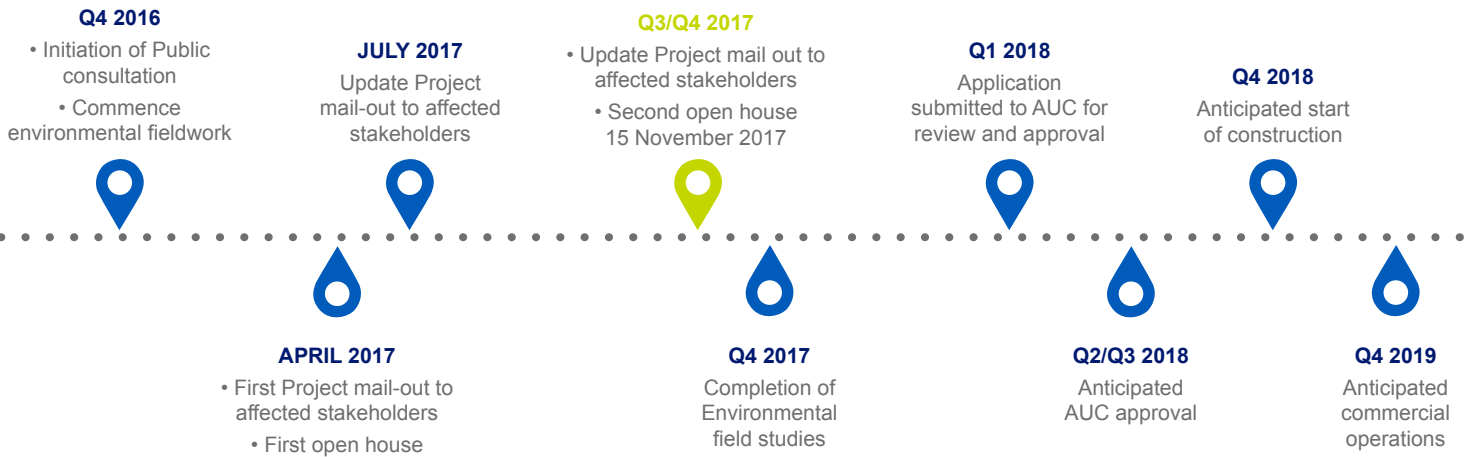 Q4 2016
• Initiation of Public
consultation
• Commence
environmental fieldwork
JULY 2017
Update Project
mail-out to affected
stakeholders
Q3/Q4 2017
• Update Project mail out to
affected stakeholders
• Second open house
15 November 2017
Q1 2018
Application
submitted to AUC for
review and approval
Q4 2018
Anticipated start
of construction
APRIL 2017
• First Project mail-out to
affected stakeholders
• First open house
Q4 2017
Completion of
Environmental
field studies
Q2/Q3 2018
Anticipated
AUC approval
Q4 2019
Anticipated
commercial
operations